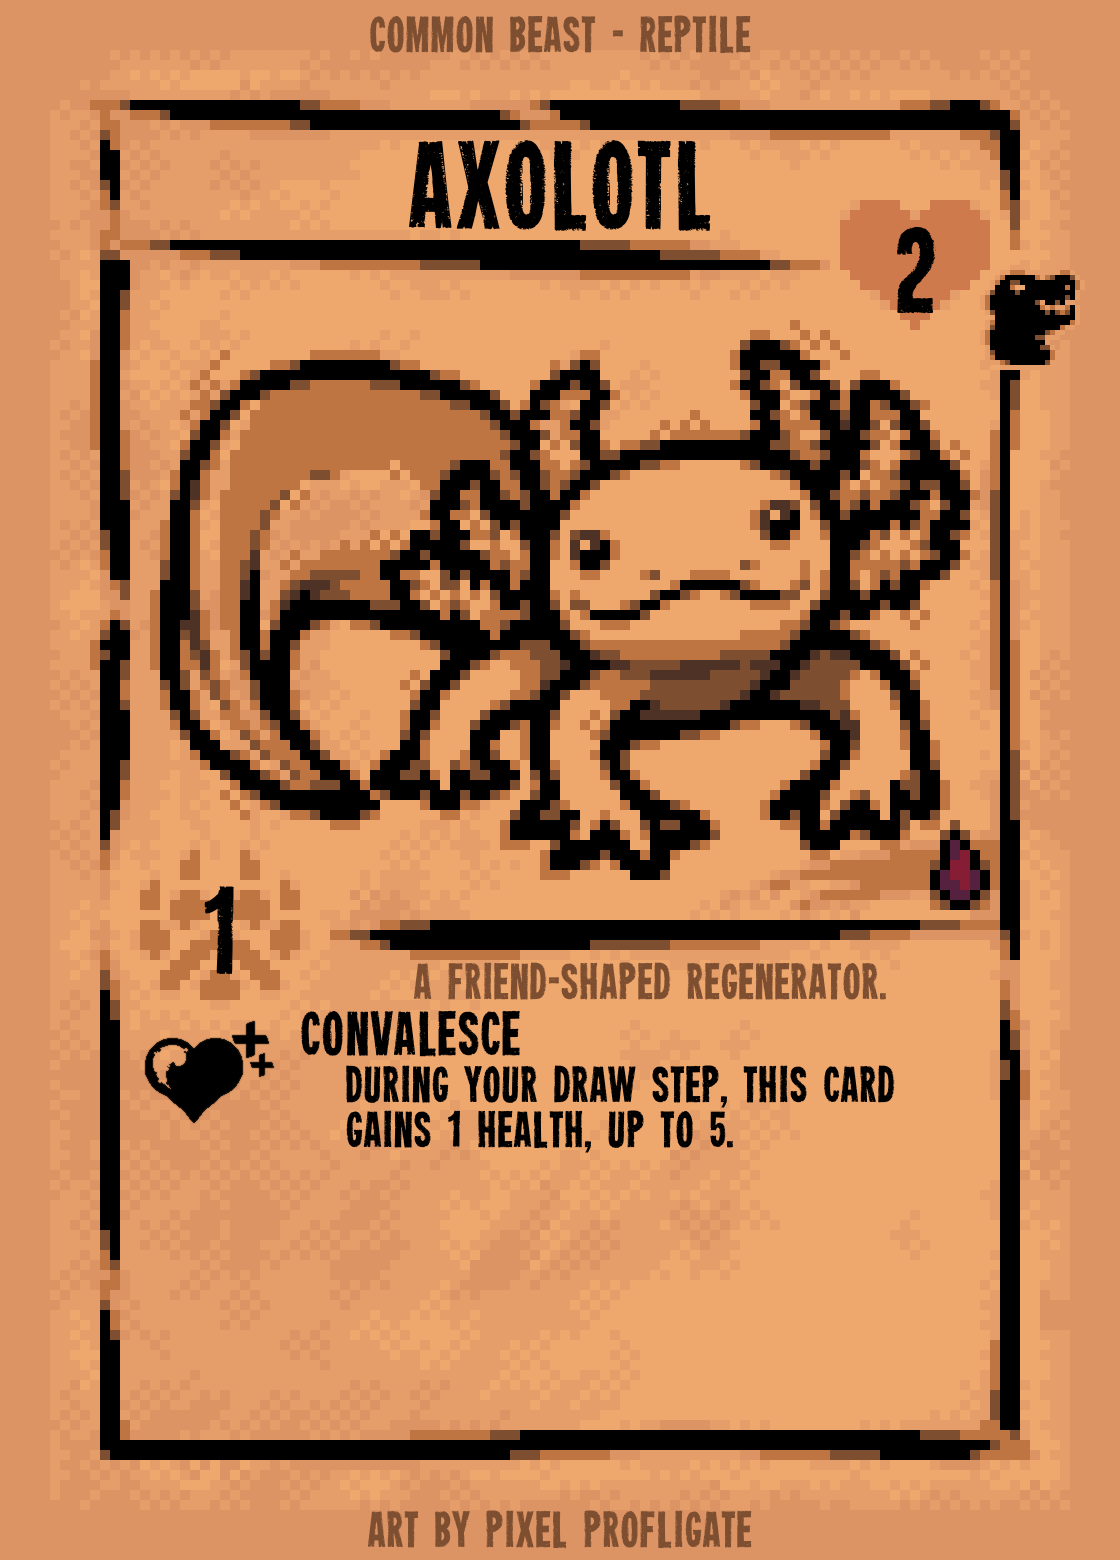 COMMON BEAST - REPTILE
AXOLOTL
2
1
A FRIEND-SHAPED REGENERATOR.
CONVALESCE
DURING YOUR DRAW STEP, THIS CARD
GAINS 1 HEALTH, UP TO 5.
ART BY PIXEL PROFLIGATE